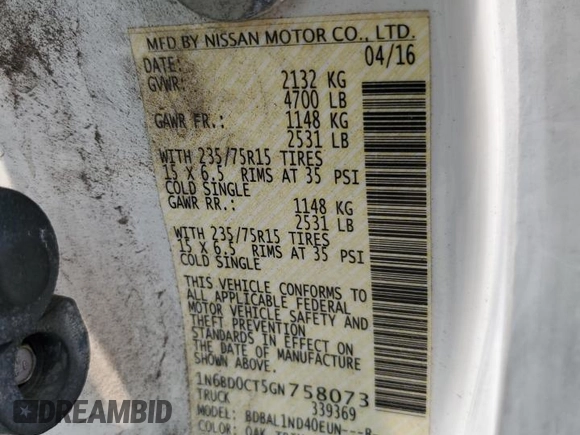 MFD BY NISSAN MOTOR CO., LTD.
DATE: 04/16
GVWR: 2132 KG
4700 LB
GAWR FR.: 1148 KG
2531 LB
WITH 235/75R15 TIRES
15 X 6.5 RIMS AT 35 PSI
COLD SINGLE
GAWR RR.: 1148 KG
2531 LB
WITH 235/75R15 TIRES
15 X 6.5 RIMS AT 35 PSI
COLD SINGLE
THIS VEHICLE CONFORMS TO
ALL APPLICABLE FEDERAL
MOTOR VEHICLE SAFETY AND
THEFT PREVENTION
STANDARDS IN EFFECT ON
THE DATE OF MANUFACTURE
SHOWN ABOVE.
1N6BD0CT5GN758073
TRUCK 339369
MODEL: BDBAL1ND40EUN---B
COLOR: QAK
DREAMBID